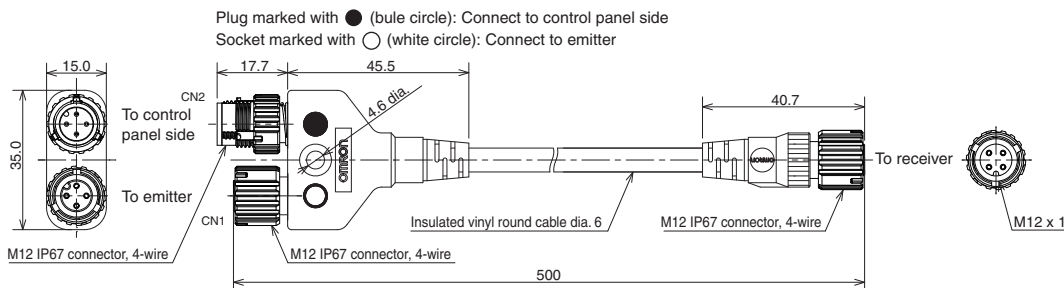 Plug marked with (bule circle): Connect to control panel side
Socket marked with (white circle): Connect to emitter
15.0
17.7
45.5
40.7
CN2
To control
panel side
4.6 dia.
35.0
OMRON
OMRON
To receiver
To emitter
CN1
Insulated vinyl round cable dia. 6
M12 IP67 connector, 4-wire
M12 x 1
M12 IP67 connector, 4-wire
M12 IP67 connector, 4-wire
500